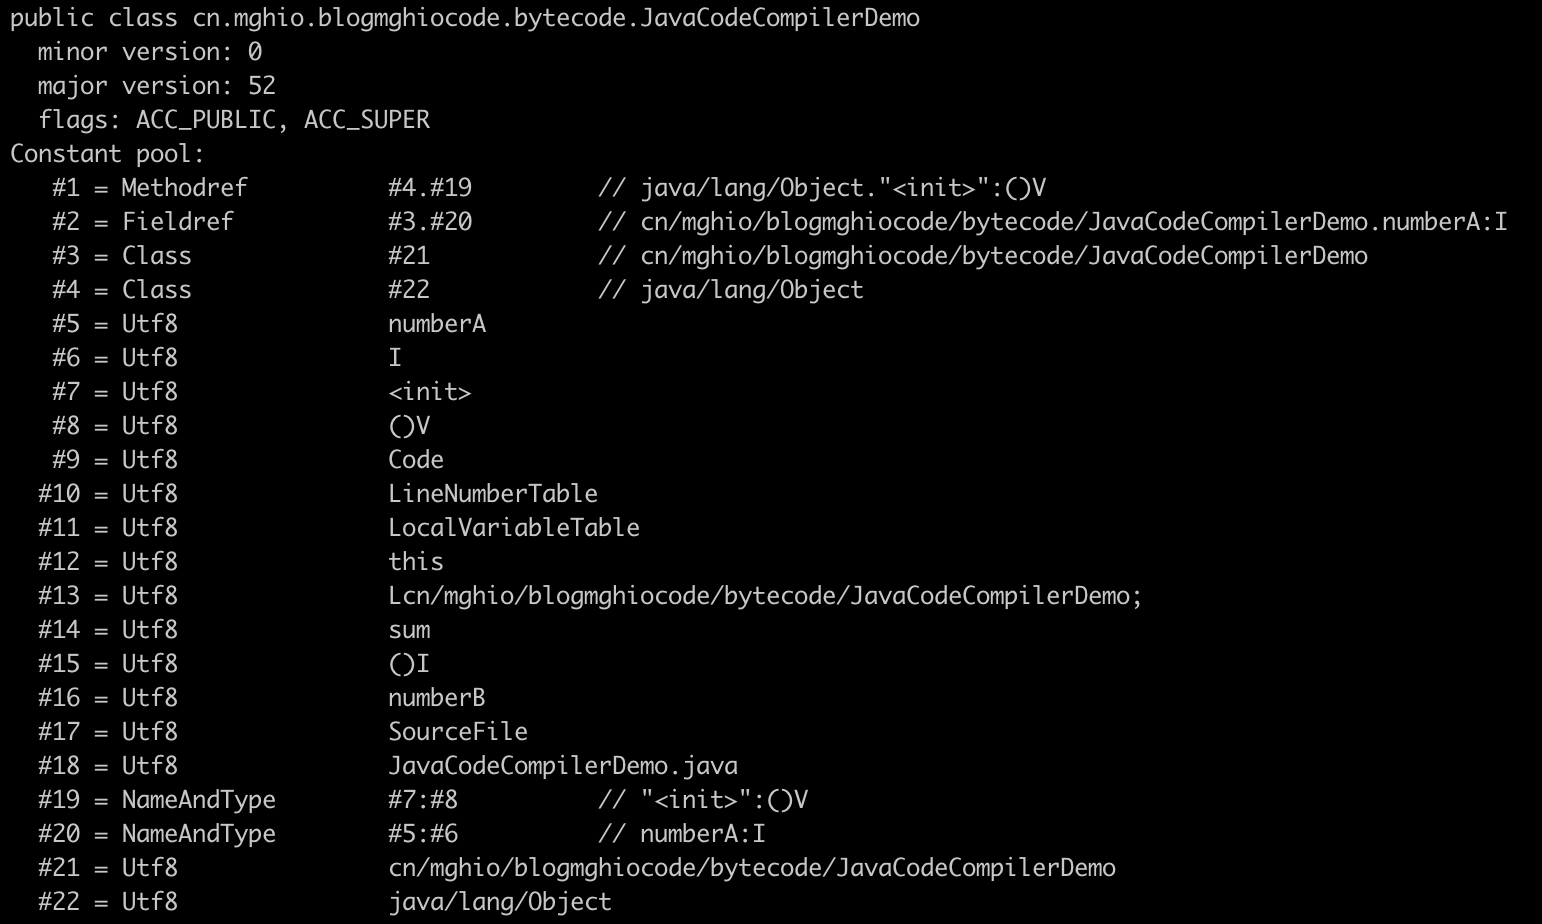 public class cn.mghio.blogmghiocode.bytecode.JavaCodeCompilerDemo
  minor version: 0
  major version: 52
  flags: ACC_PUBLIC, ACC_SUPER
Constant pool:
   #1 = Methodref          #4.#19         // java/lang/Object."<init>":()V
   #2 = Fieldref           #3.#20         // cn/mghio/blogmghiocode/bytecode/JavaCodeCompilerDemo.numberA:I
   #3 = Class              #21            // cn/mghio/blogmghiocode/bytecode/JavaCodeCompilerDemo
   #4 = Class              #22            // java/lang/Object
   #5 = Utf8               numberA
   #6 = Utf8               I
   #7 = Utf8               <init>
   #8 = Utf8               ()V
   #9 = Utf8               Code
  #10 = Utf8               LineNumberTable
  #11 = Utf8               LocalVariableTable
  #12 = Utf8               this
  #13 = Utf8               Lcn/mghio/blogmghiocode/bytecode/JavaCodeCompilerDemo;
  #14 = Utf8               sum
  #15 = Utf8               ()I
  #16 = Utf8               numberB
  #17 = Utf8               SourceFile
  #18 = Utf8               JavaCodeCompilerDemo.java
  #19 = NameAndType        #7:#8          // "<init>":()V
  #20 = NameAndType        #5:#6          // numberA:I
  #21 = Utf8               cn/mghio/blogmghiocode/bytecode/JavaCodeCompilerDemo
  #22 = Utf8               java/lang/Object